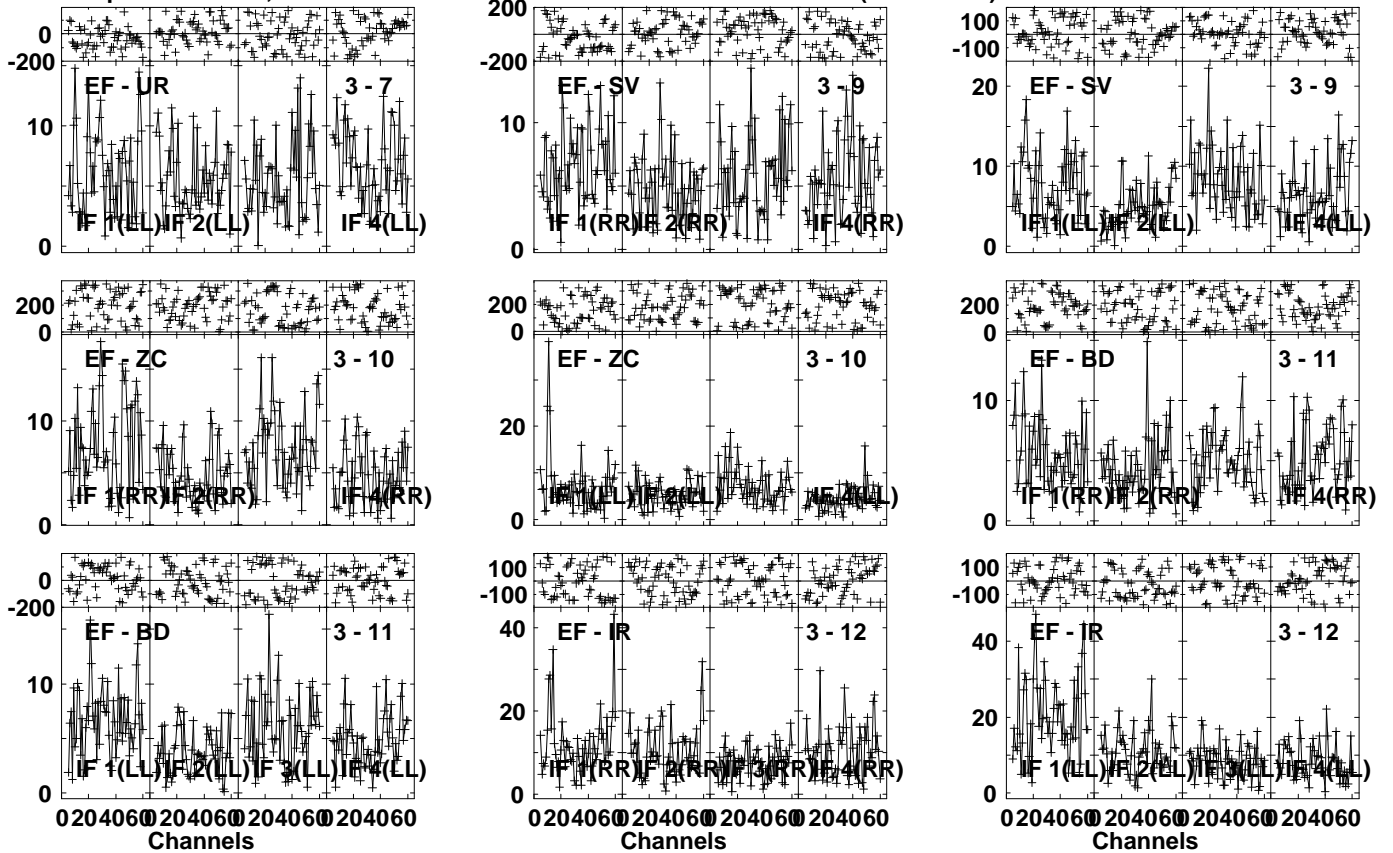 200
0
-200
100
-100
EF - UR 3 - 7
10
0
IF 1(LL) IF 2(LL) IF 4(LL)
EF - SV 3 - 9
10
0
IF 1(RR) IF 2(RR) IF 4(RR)
EF - SV 3 - 9
20
10
0
IF 1(LL) IF 2(LL) IF 4(LL)
200
0
EF - ZC 3 - 10
10
0
IF 1(RR) IF 2(RR) IF 4(RR)
200
0
EF - ZC 3 - 10
20
0
IF 1(LL) IF 2(LL) IF 4(LL)
200
0
EF - BD 3 - 11
10
0
IF 1(RR) IF 2(RR) IF 4(RR)
0
-200
EF - BD 3 - 11
10
0
IF 1(LL) IF 2(LL) IF 3(LL) IF 4(LL)
0 20 40 60 0 20 40 60 0 20 40 60 0 20 40 60
Channels
100
-100
EF - IR 3 - 12
40
20
0
IF 1(RR) IF 2(RR) IF 3(RR) IF 4(RR)
0 20 40 60 0 20 40 60 0 20 40 60 0 20 40 60
Channels
100
-100
EF - IR 3 - 12
40
20
0
IF 1(LL) IF 2(LL) IF 3(LL) IF 4(LL)
0 20 40 60 0 20 40 60 0 20 40 60 0 20 40 60
Channels